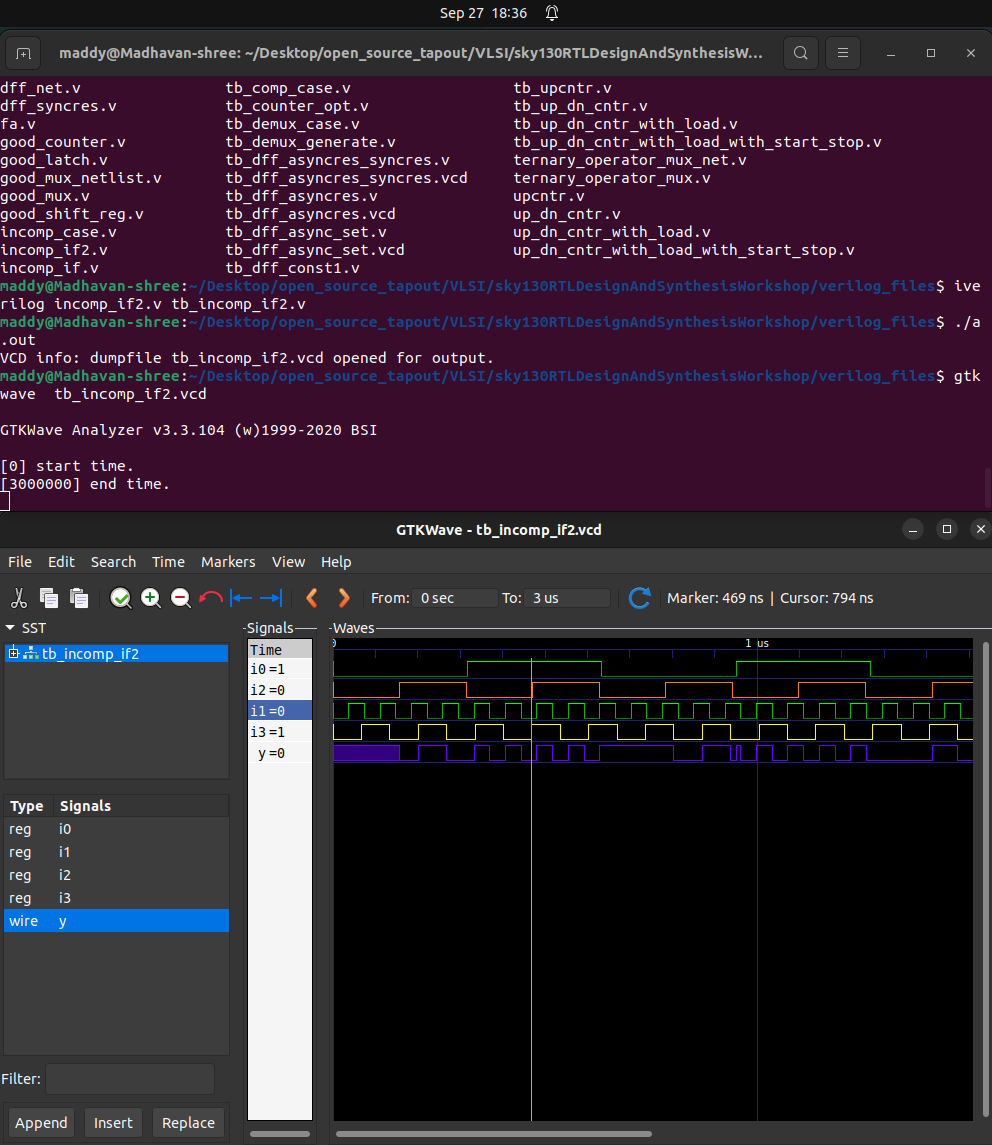 Sep 27 18:36
maddy@Madhavan-shree: ~/Desktop/open_source_tapout/VLSI/sky130RTLDesignAndSynthesisW...
dff_net.v tb_comp_case.v tb_upcntr.v
dff_syncres.v tb_counter_opt.v tb_up_dn_cntr.v
fa.v tb_demux_case.v tb_up_dn_cntr_with_load.v
good_counter.v tb_demux_generate.v tb_up_dn_cntr_with_load_with_start_stop.v
good_latch.v tb_dff_asyncres_syncres.v ternary_operator_mux_net.v
good_mux_netlist.v tb_dff_asyncres_syncres.vcd ternary_operator_mux.v
good_mux.v tb_dff_asyncres.v upcntr.v
good_shift_reg.v tb_dff_asyncres.vcd up_dn_cntr.v
incomp_case.v tb_dff_async_set.v up_dn_cntr_with_load.v
incomp_if2.v tb_dff_async_set.vcd up_dn_cntr_with_load_with_start_stop.v
incomp_if.v tb_dff_const1.v
maddy@Madhavan-shree:~/Desktop/open_source_tapout/VLSI/sky130RTLDesignAndSynthesisWorkshop/verilog_files$ ive
rilog incomp_if2.v tb_incomp_if2.v
maddy@Madhavan-shree:~/Desktop/open_source_tapout/VLSI/sky130RTLDesignAndSynthesisWorkshop/verilog_files$ ./a
.out
VCD info: dumpfile tb_incomp_if2.vcd opened for output.
maddy@Madhavan-shree:~/Desktop/open_source_tapout/VLSI/sky130RTLDesignAndSynthesisWorkshop/verilog_files$ gtk
wave  tb_incomp_if2.vcd
GTKWave Analyzer v3.3.104 (w)1999-2020 BSI
[0] start time.
[3000000] end time.
GTKWave - tb_incomp_if2.vcd
File Edit Search Time Markers View Help
From: 0 sec To: 3 us Marker: 469 ns | Cursor: 794 ns
SST
tb_incomp_if2
Type Signals
reg i0
reg i1
reg i2
reg i3
wire y
Filter:
Append Insert Replace
Signals
Time
i0 =1
i2 =0
i1 =0
i3 =1
y =0
Waves
0 1 us